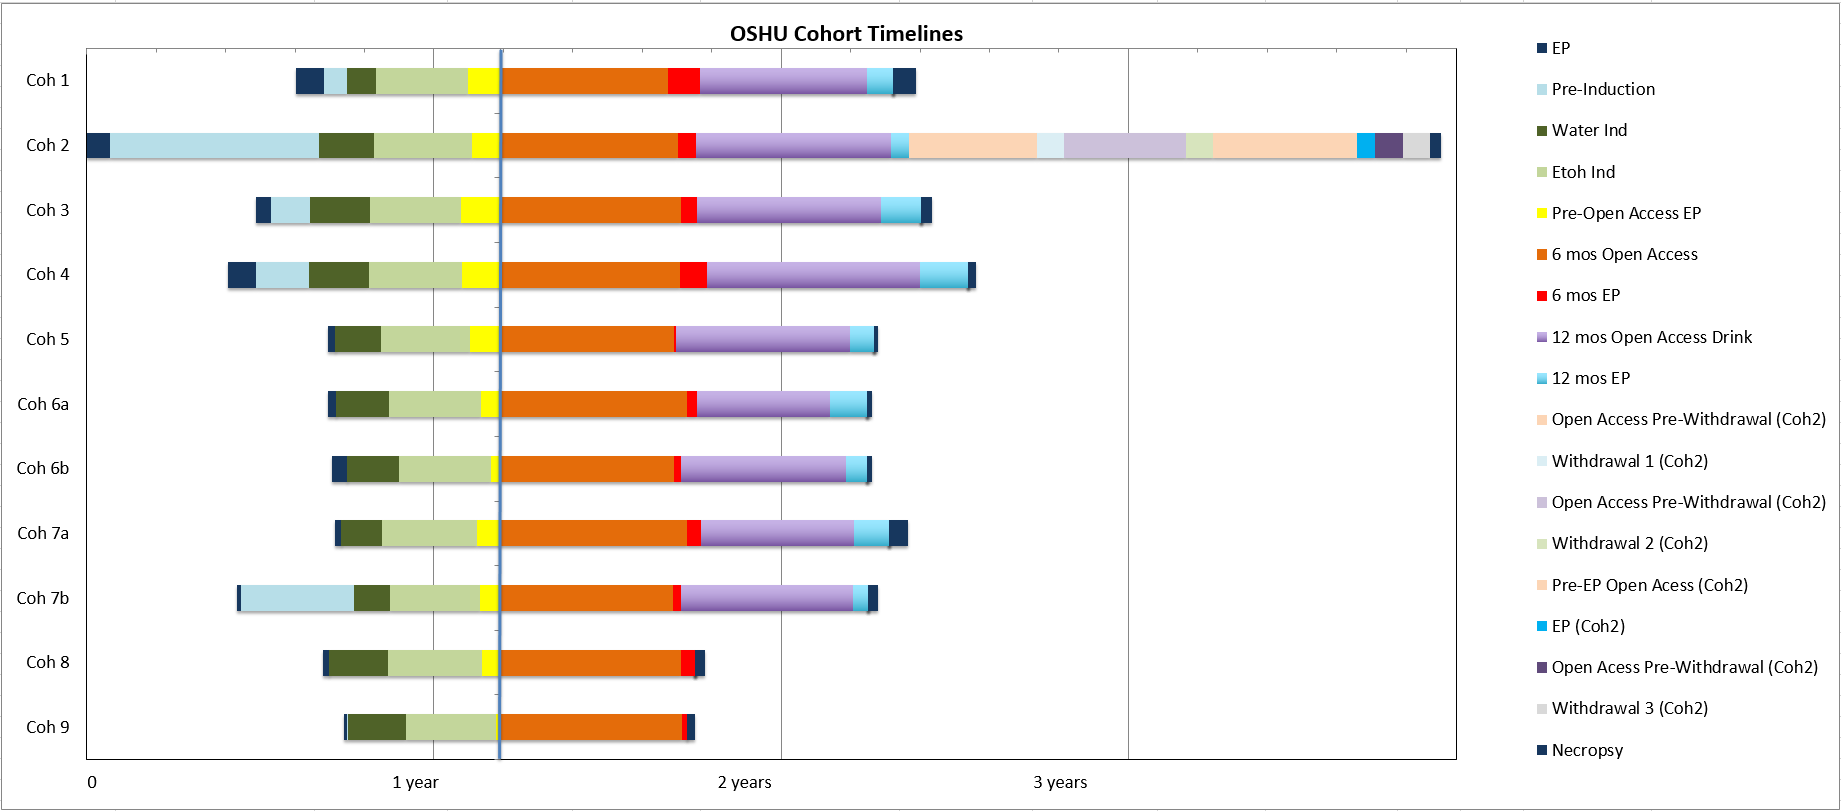 OSHU Cohort Timelines
Coh 1
Coh 2
Coh 3
Coh 4
Coh 5
Coh 6a
Coh 6b
Coh 7a
Coh 7b
Coh 8
Coh 9
0 1 year 2 years 3 years
EP
Pre-Induction
Water Ind
Etoh Ind
Pre-Open Access EP
6 mos Open Access
6 mos EP
12 mos Open Access Drink
12 mos EP
Open Access Pre-Withdrawal (Coh2)
Withdrawal 1 (Coh2)
Open Access Pre-Withdrawal (Coh2)
Withdrawal 2 (Coh2)
Pre-EP Open Acess (Coh2)
EP (Coh2)
Open Acess Pre-Withdrawal (Coh2)
Withdrawal 3 (Coh2)
Necropsy